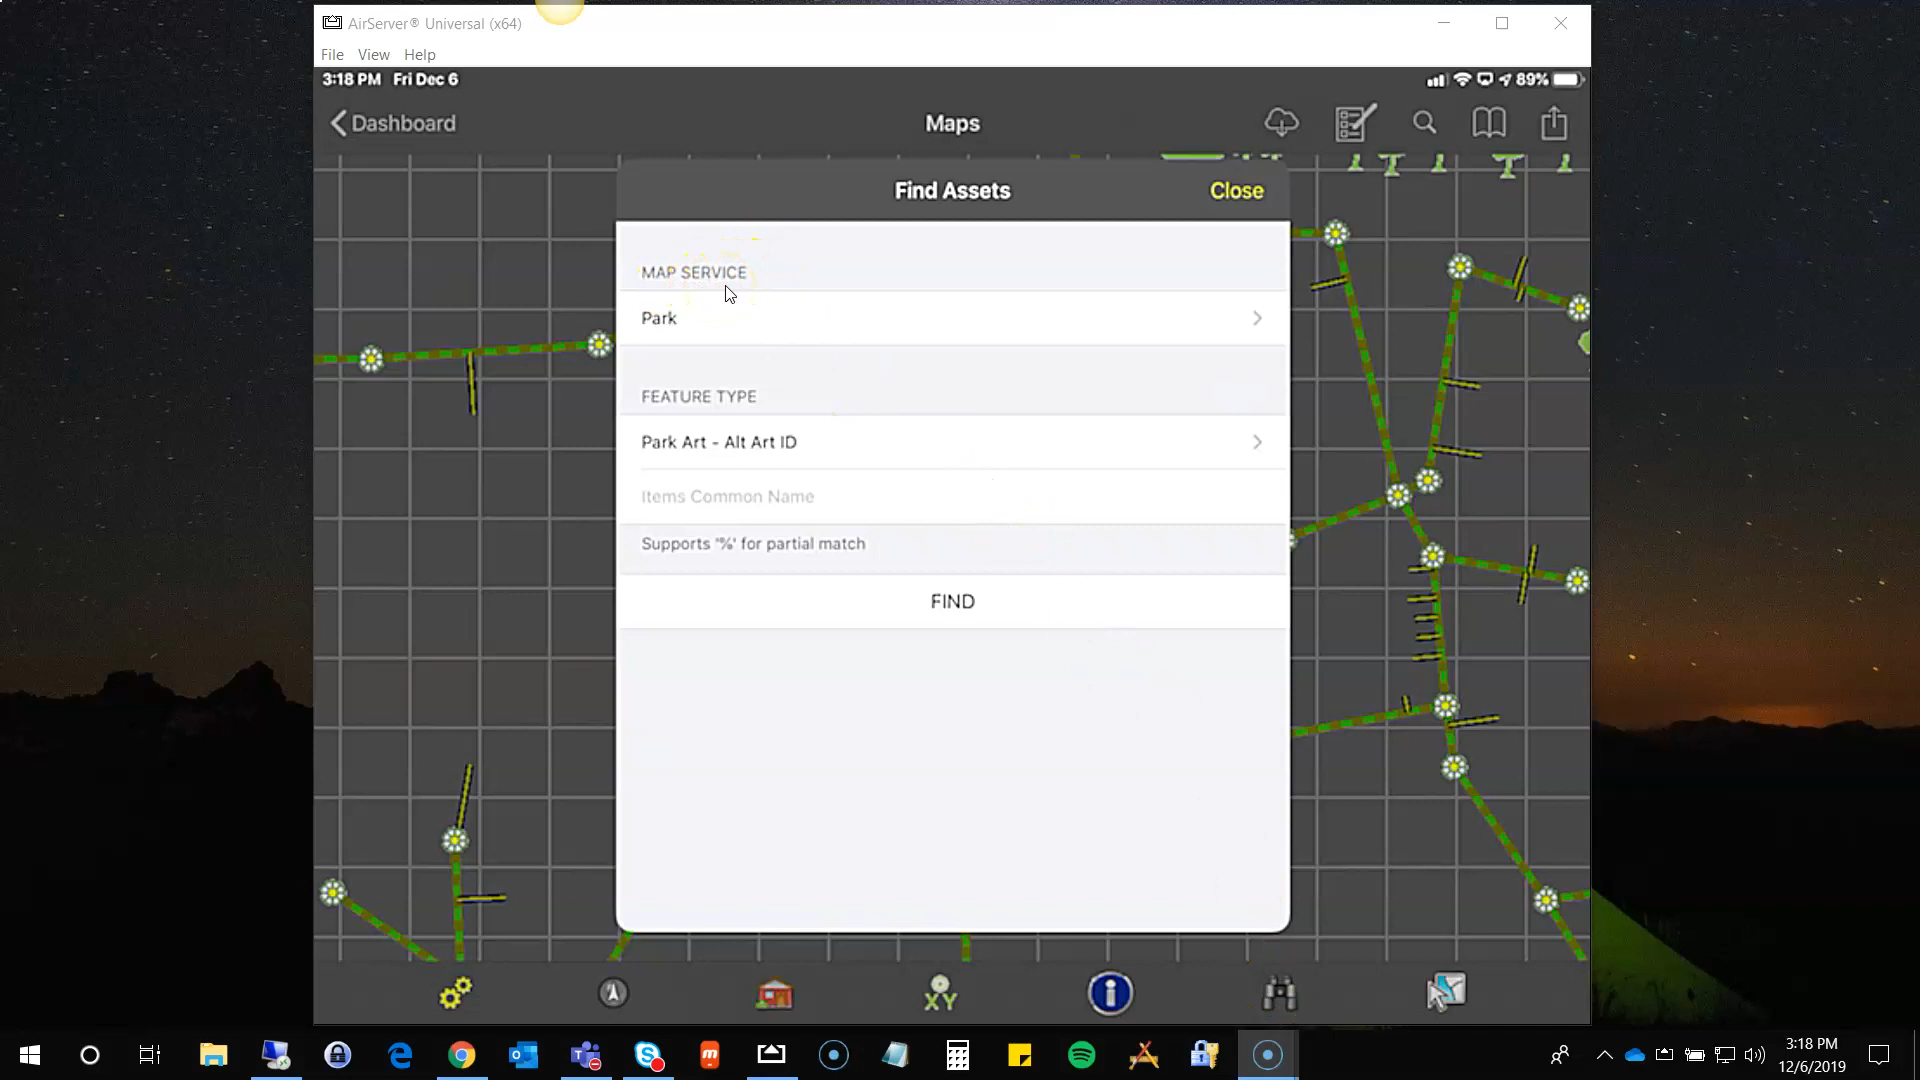 AirServer® Universal (x64)
File View Help
3:18 PM Fri Dec 6
89%
Dashboard
Maps
Find Assets
Close
MAP SERVICE
Park
FEATURE TYPE
Park Art - Alt Art ID
Items Common Name
Supports '%' for partial match
FIND
XY
3:18 PM
12/6/2019